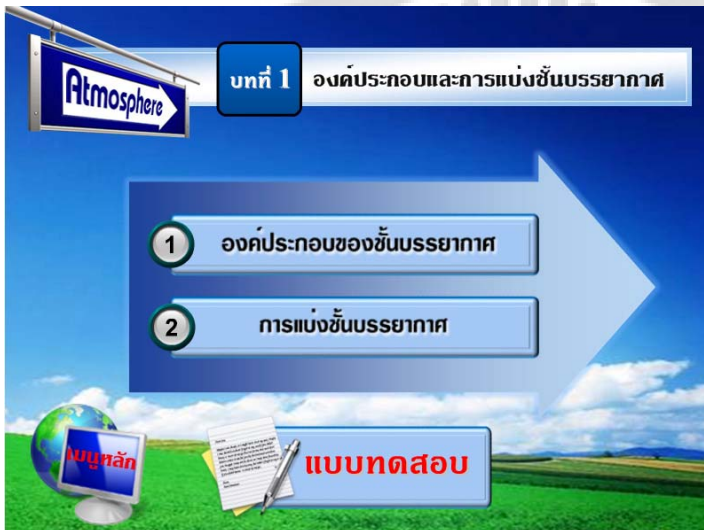 Atmosphere
บทที่ 1 องค์ประกอบและการแบ่งชั้นบรรยากาศ
1 องค์ประกอบของชั้นบรรยากาศ
2 การแบ่งชั้นบรรยากาศ
เมนูหลัก
แบบทดสอบ